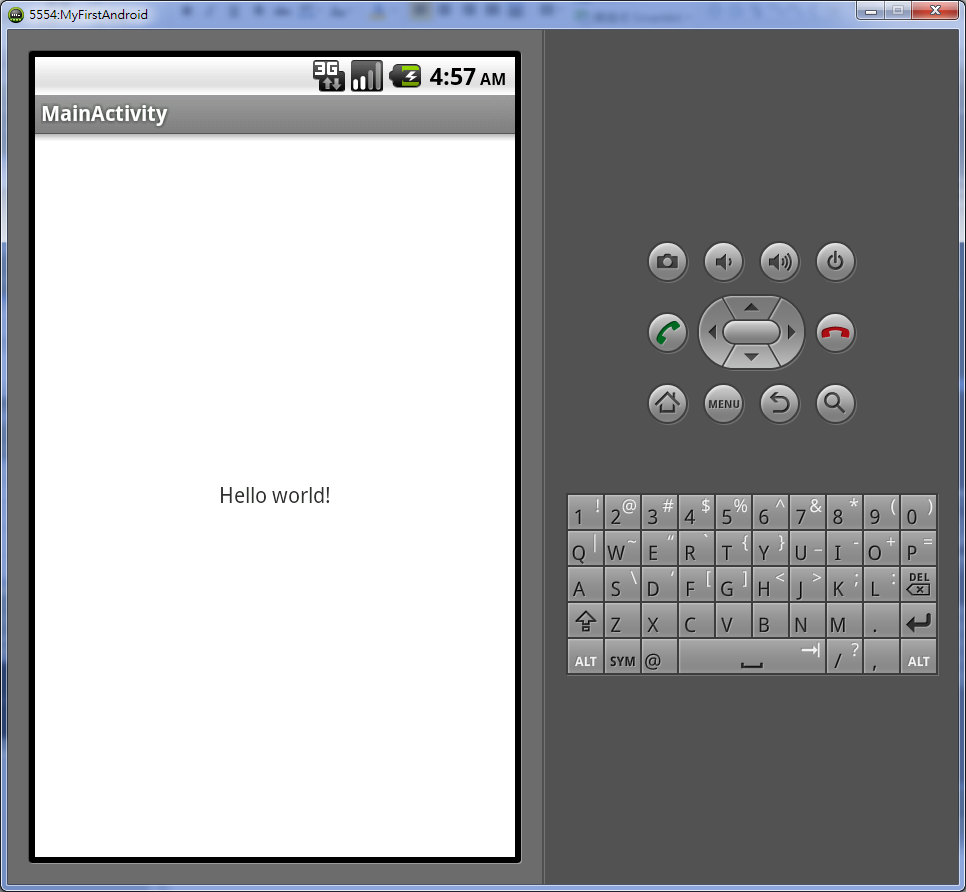 5554:MyFirstAndroid
3G 4:57 AM
MainActivity
Hello world!
MENU
1 ! 2 @ 3 # 4 $ 5 % 6 ^ 7 & 8 * 9 ( 0 )
Q | W ~ E “ R ` T { Y } U _ I - O + P =
A S \ D ‘ F [ G ] H < J > K ; L : DEL
Z X C V B N M .
ALT SYM @ / ? , ALT